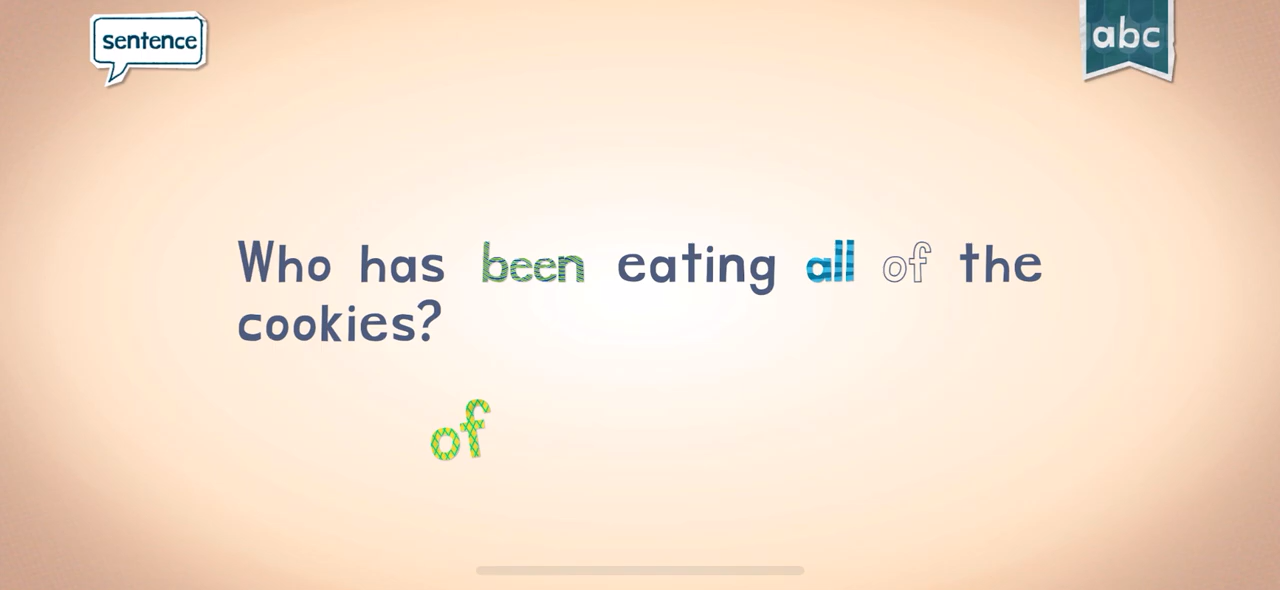 sentence
abc
Who has been eating all of the
cookies?
of